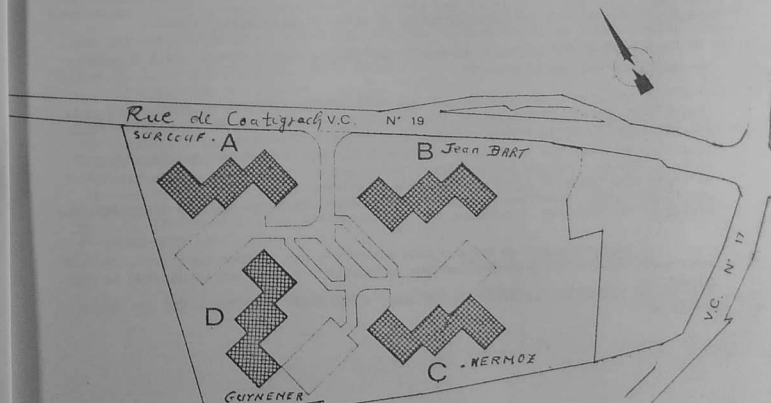 Rue de Coatigrach V.C. N° 19
SURCOUF. A
B Jean BART
V.C. N° 17
D
C - MERMOZ
GUYNEMER